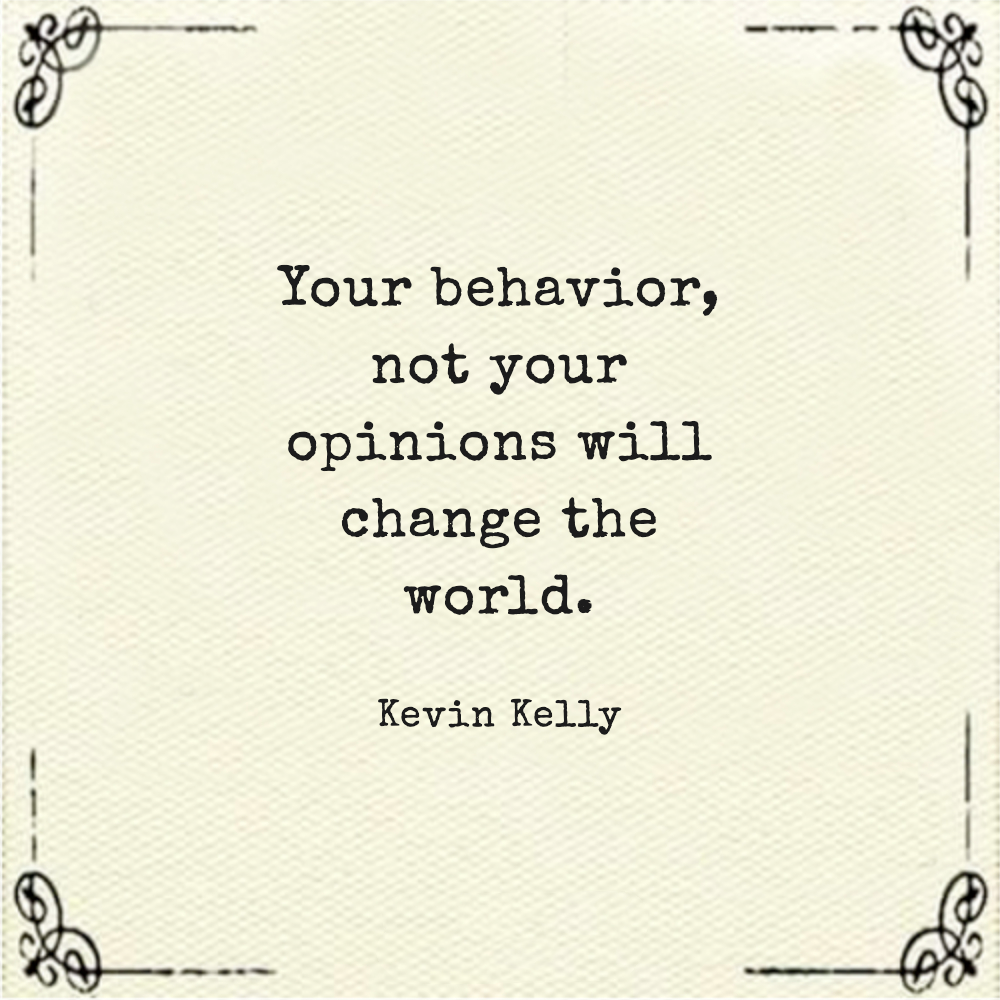 Your behavior,
not your
opinions will
change the
world.
Kevin Kelly